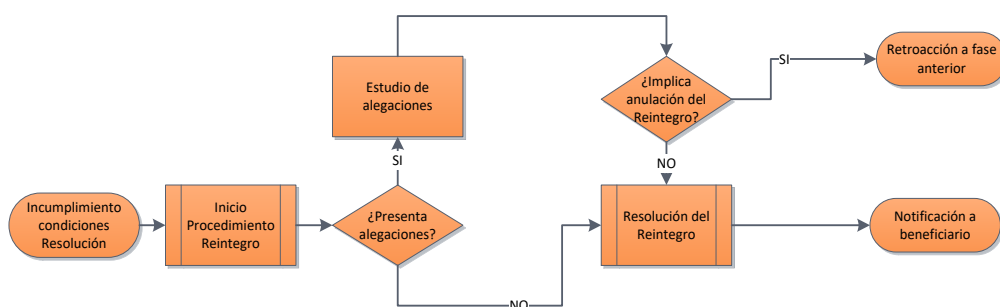 Incumplimiento
condiciones
Resolución
Inicio
Procedimiento
Reintegro
¿Presenta
alegaciones?
SI
Estudio de
alegaciones
¿Implica
anulación del
Reintegro?
SI
Retroacción a fase
anterior
NO
Resolución del
Reintegro
Notificación a
beneficiario
NO